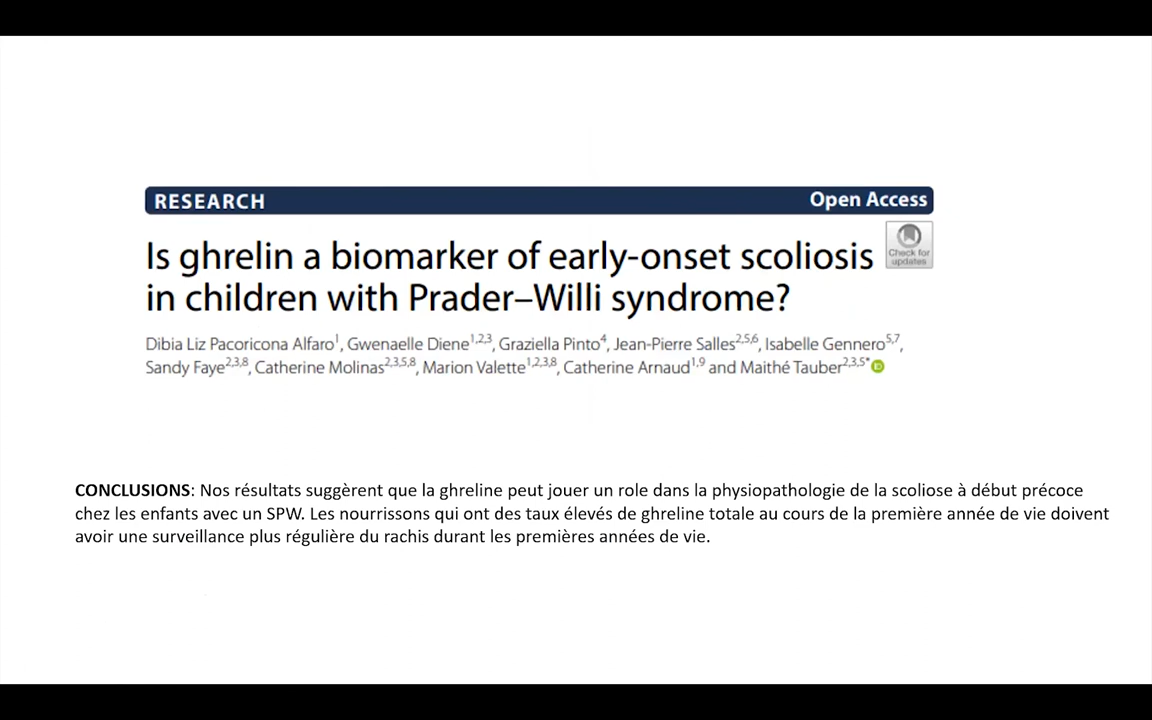 RESEARCH Open Access
Is ghrelin a biomarker of early-onset scoliosis
in children with Prader–Willi syndrome?
Check for
updates
Dibia Liz Pacoricona Alfaro1, Gwenaelle Diene1,2,3, Graziella Pinto4, Jean-Pierre Salles2,5,6, Isabelle Gennero5,7,
Sandy Faye2,3,8, Catherine Molinas2,3,5,8, Marion Valette1,2,3,8, Catherine Arnaud1,9 and Maithé Tauber2,3,5*
CONCLUSIONS: Nos résultats suggèrent que la ghreline peut jouer un role dans la physiopathologie de la scoliose à début précoce
chez les enfants avec un SPW. Les nourrissons qui ont des taux élevés de ghreline totale au cours de la première année de vie doivent
avoir une surveillance plus régulière du rachis durant les premières années de vie.